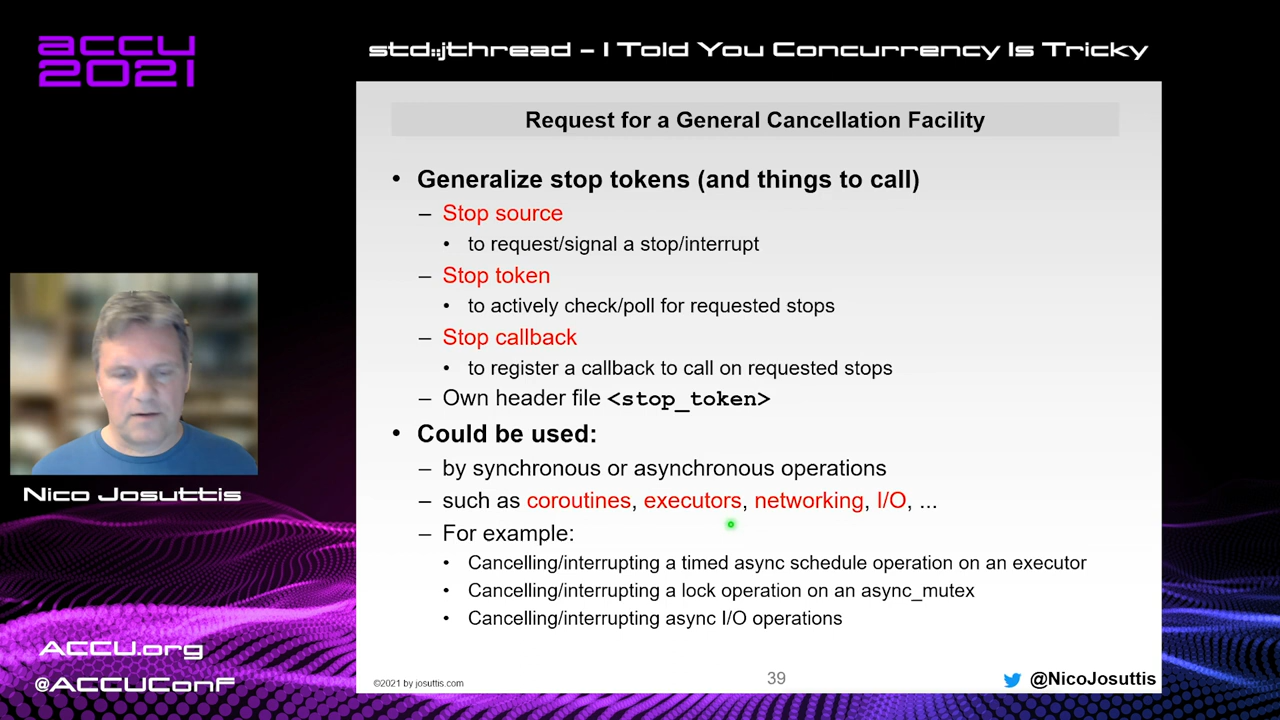 accu
2021
std::jthread – I Told You Concurrency Is Tricky
Request for a General Cancellation Facility
• Generalize stop tokens (and things to call)
– Stop source
• to request/signal a stop/interrupt
– Stop token
• to actively check/poll for requested stops
– Stop callback
• to register a callback to call on requested stops
– Own header file <stop_token>
• Could be used:
– by synchronous or asynchronous operations
– such as coroutines, executors, networking, I/O, ...
– For example:
• Cancelling/interrupting a timed async schedule operation on an executor
• Cancelling/interrupting a lock operation on an async_mutex
• Cancelling/interrupting async I/O operations
©2021 by josuttis.com
39
@NicoJosuttis
Nico Josuttis
ACCU.org
@ACCUConf